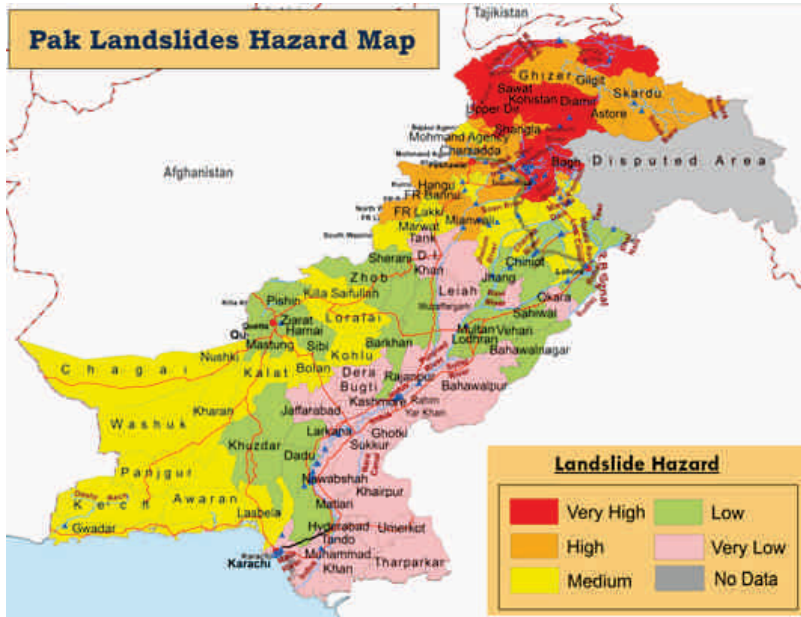 Pak Landslides Hazard Map
Tajikistan
Afghanistan
Ghizer
Gilgit
Skardu
Sawat
Kohistan
Diamir
Upper Dir
Astore
Shangla
Mohmand Agency
Charsadda
Bagh
Disputed Area
Hangu
FR Bannu
FR Lakki
Mianwali
Marwat
Tank
Sherani
D.I
Khan
Chiniot
Zhob
Leiah
Jhang
Lahore
Killa Saifullah
Pishin
Muzaffargarh
Okara
Sahiwal
Ziarat
Loralai
Quetta
Qu
Harnai
Multan
Vehari
Mastung
Sibi
Barkhan
Lodhran
Nushki
Kohlu
Bahawalnagar
Chagai
Kalat
Bolan
Dera
Bugti
Rajanpur
Bahawalpur
Kashmore
Rahim
Yar Khan
Kharan
Jaffarabad
Washuk
Larkana
Ghotki
Sukkur
Khuzdar
Dadu
Panjgur
Nawabshah
Khairpur
Kech
Awaran
Matiari
Lasbela
Gwadar
Hyderabad
Umerkot
Tando
Muhammad
Khan
Karachi
Karachi
Tharparkar
Landslide Hazard
Very High
Low
High
Very Low
Medium
No Data